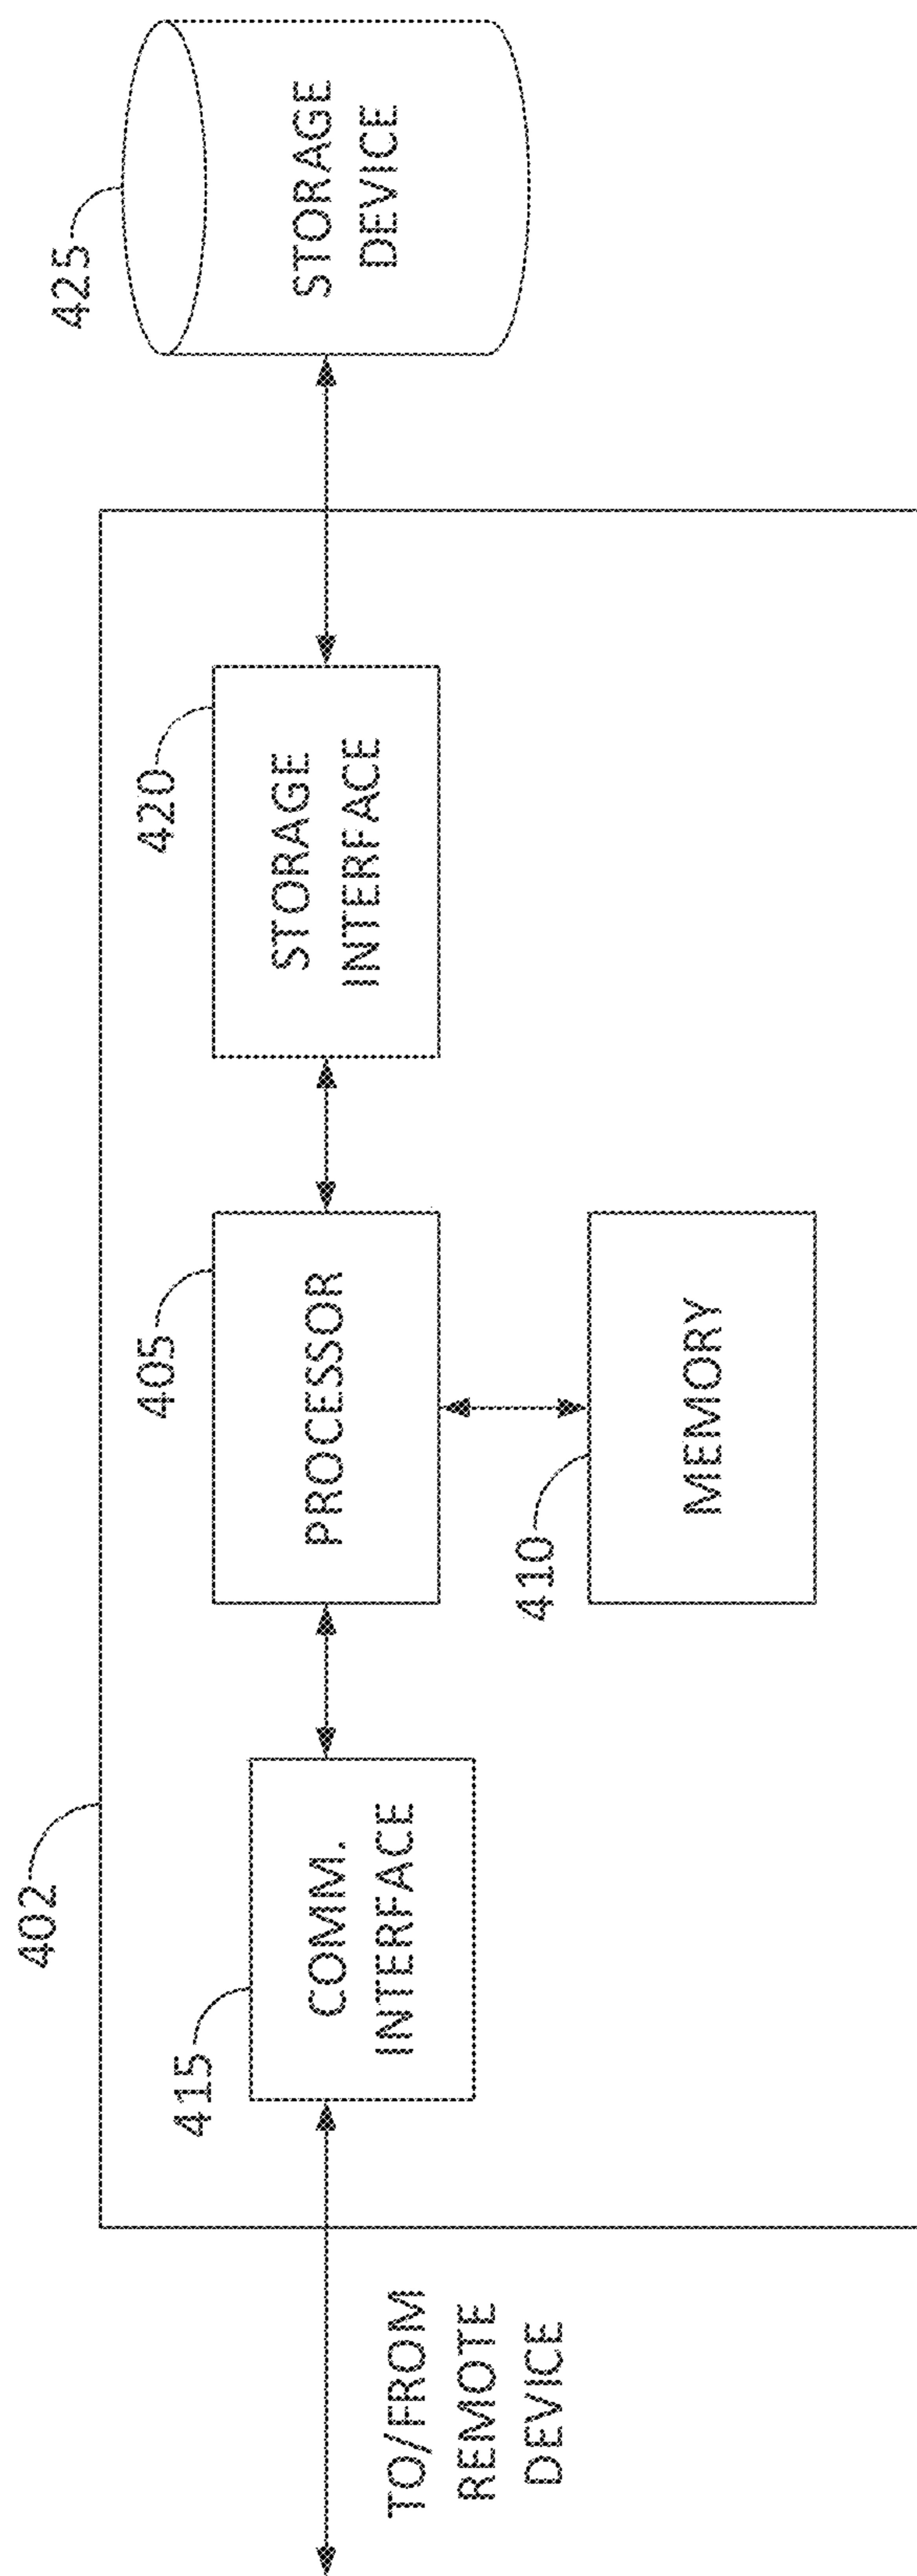 402
415
COMM.
INTERFACE
TO/FROM
REMOTE
DEVICE
405
PROCESSOR
410
MEMORY
420
STORAGE
INTERFACE
425
STORAGE
DEVICE